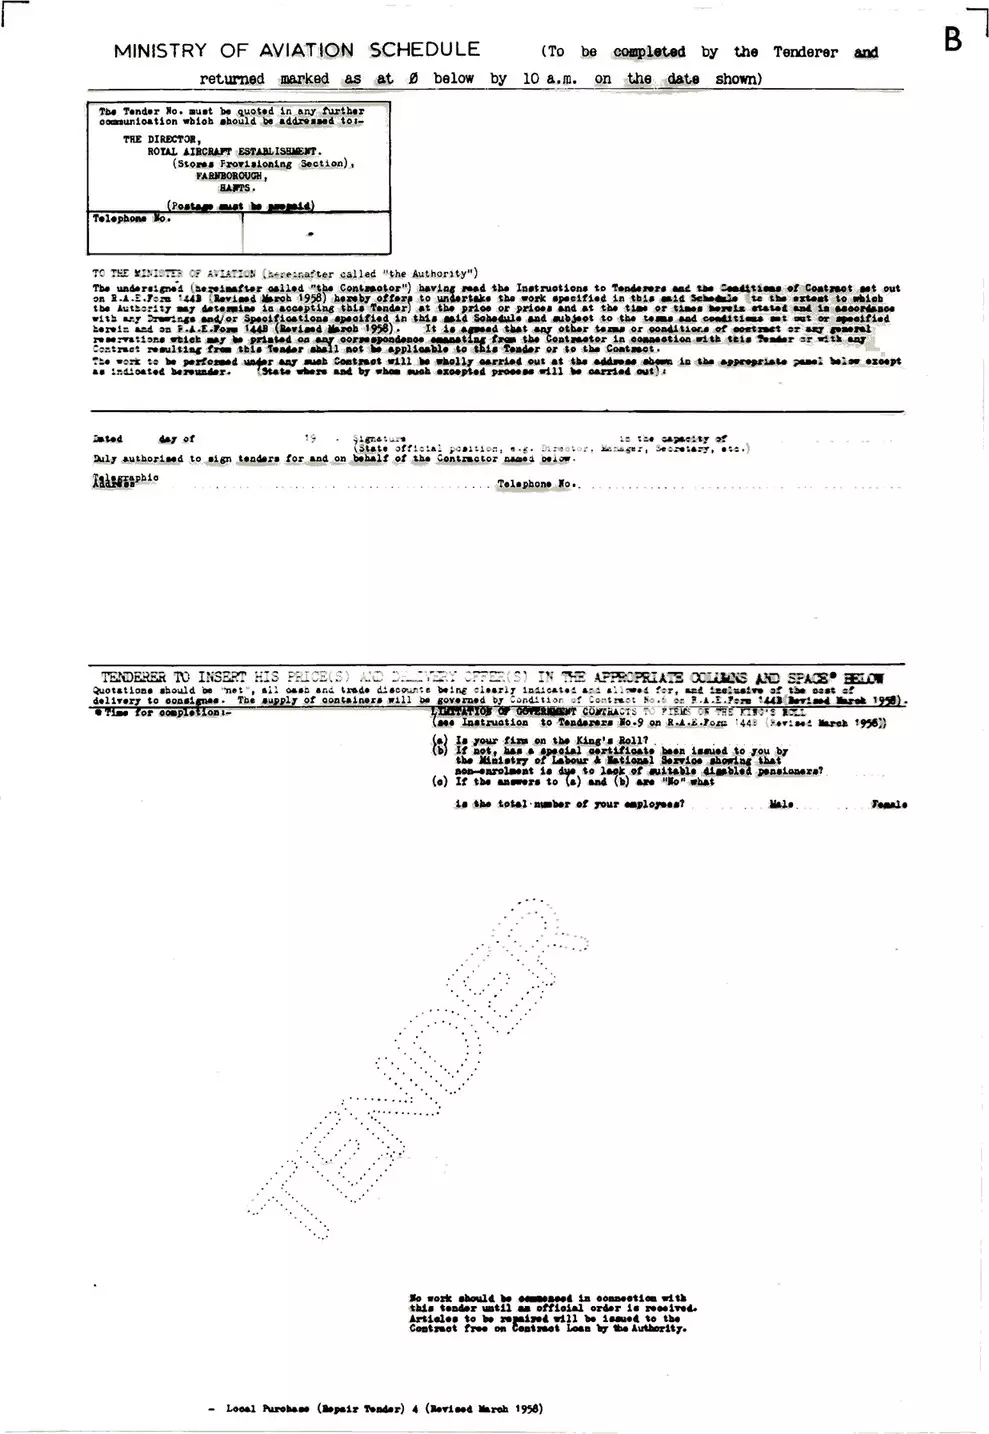 B
MINISTRY OF AVIATION SCHEDULE (To be completed by the Tenderer and
returned marked as at Ø below by 10 a.m. on the date shown)
The Tender No. must be quoted in any further
communication which should be addressed to:-
THE DIRECTOR,
ROYAL AIRCRAFT ESTABLISHMENT.
(Stores Provisioning Section),
FARNBOROUGH,
HANTS.
(Postage must be prepaid)
Telephone No.
TO THE MINISTER OF AVIATION (hereinafter called "the Authority")
The undersigned (hereinafter called "the Contractor") having read the Instructions to Tenderers and the Conditions of Contract set out
on R.A.E.Form 144B (Revised March 1958) hereby offers to undertake the work specified in this said Schedule (to the extent to which
the Authority may determine in accepting this Tender) at the price or prices and at the time or times herein stated and in accordance
with any Drawings and/or Specifications specified in this said Schedule and subject to the terms and conditions set out or specified
herein and on R.A.E.Form 144B (Revised March 1958). It is agreed that any other terms or conditions of contract or any general
reservations which may be printed on any correspondence emanating from the Contractor in connection with this Tender or with any
Contract resulting from this Tender shall not be applicable to this Tender or to the Contract.
The work to be performed under any such Contract will be wholly carried out at the address shown in the appropriate panel below except
as indicated hereunder. (State where and by whom such excepted process will be carried out):
Dated day of 19 . Signature in the capacity of
(State official position, e.g. Director, Manager, Secretary, etc.)
Duly authorised to sign tenders for and on behalf of the Contractor named below.
Telegraphic
Address Telephone No.
TENDERER TO INSERT HIS PRICE(S) AND DELIVERY OFFER(S) IN THE APPROPRIATE COLUMNS AND SPACE* BELOW
Quotations should be "net", all cash and trade discounts being clearly indicated and allowed for, and inclusive of the cost of
delivery to consignee. The supply of containers will be governed by Condition of Contract No.6 on R.A.E.Form 144B (Revised March 1958).
* Time for completion:- LIMITATION OF GOVERNMENT CONTRACTS TO FIRMS ON THE KING'S ROLL
(see Instruction to Tenderers No.9 on R.A.E.Form 144B (Revised March 1958))
(a) Is your firm on the King's Roll?
(b) If not, has a special certificate been issued to you by
the Ministry of Labour & National Service showing that
non-enrolment is due to lack of suitable disabled pensioners?
(c) If the answers to (a) and (b) are "No" what
is the total number of your employees? Male Female
TENDER
No work should be commenced in connection with
this tender until an official order is received.
Articles to be repaired will be issued to the
Contract free on Contract Loan by the Authority.
- Local Purchase (Repair Tender) 4 (Revised March 1958)